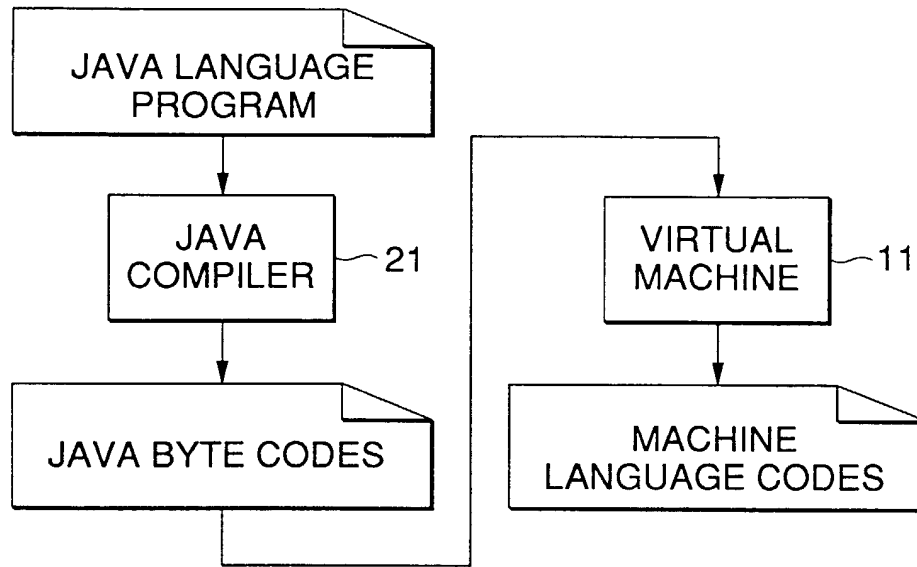 JAVA LANGUAGE
PROGRAM
JAVA
COMPILER
21
JAVA BYTE CODES
VIRTUAL
MACHINE
11
MACHINE
LANGUAGE CODES